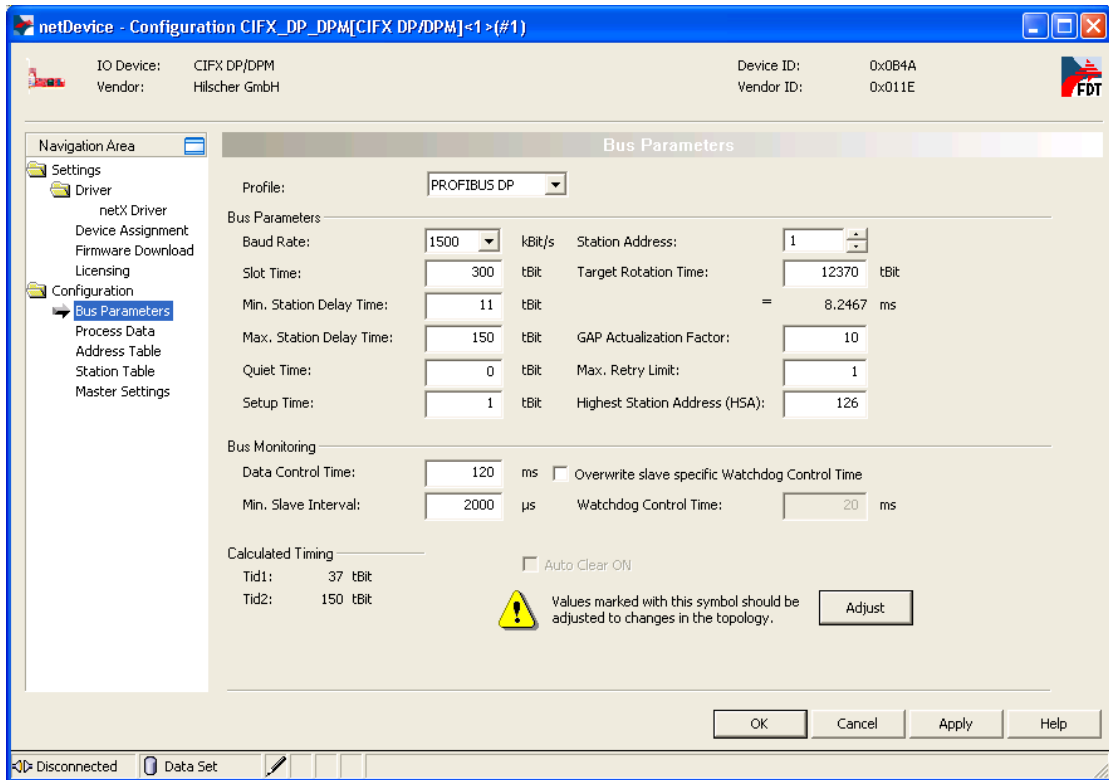 netDevice - Configuration CIFX_DP_DPM[CIFX DP/DPM]<1>(#1)
IO Device: CIFX DP/DPM Device ID: 0x0B4A
Vendor: Hilscher GmbH Vendor ID: 0x011E
FDT
Navigation Area
Settings
Driver
netX Driver
Device Assignment
Firmware Download
Licensing
Configuration
Bus Parameters
Process Data
Address Table
Station Table
Master Settings
Bus Parameters
Profile: PROFIBUS DP
Bus Parameters
Baud Rate: 1500 kBit/s Station Address: 1
Slot Time: 300 tBit Target Rotation Time: 12370 tBit
Min. Station Delay Time: 11 tBit = 8.2467 ms
Max. Station Delay Time: 150 tBit GAP Actualization Factor: 10
Quiet Time: 0 tBit Max. Retry Limit: 1
Setup Time: 1 tBit Highest Station Address (HSA): 126
Bus Monitoring
Data Control Time: 120 ms Overwrite slave specific Watchdog Control Time
Min. Slave Interval: 2000 µs Watchdog Control Time: 20 ms
Calculated Timing
Auto Clear ON
Tid1: 37 tBit
Tid2: 150 tBit
Values marked with this symbol should be
adjusted to changes in the topology.
Adjust
OK Cancel Apply Help
Disconnected Data Set